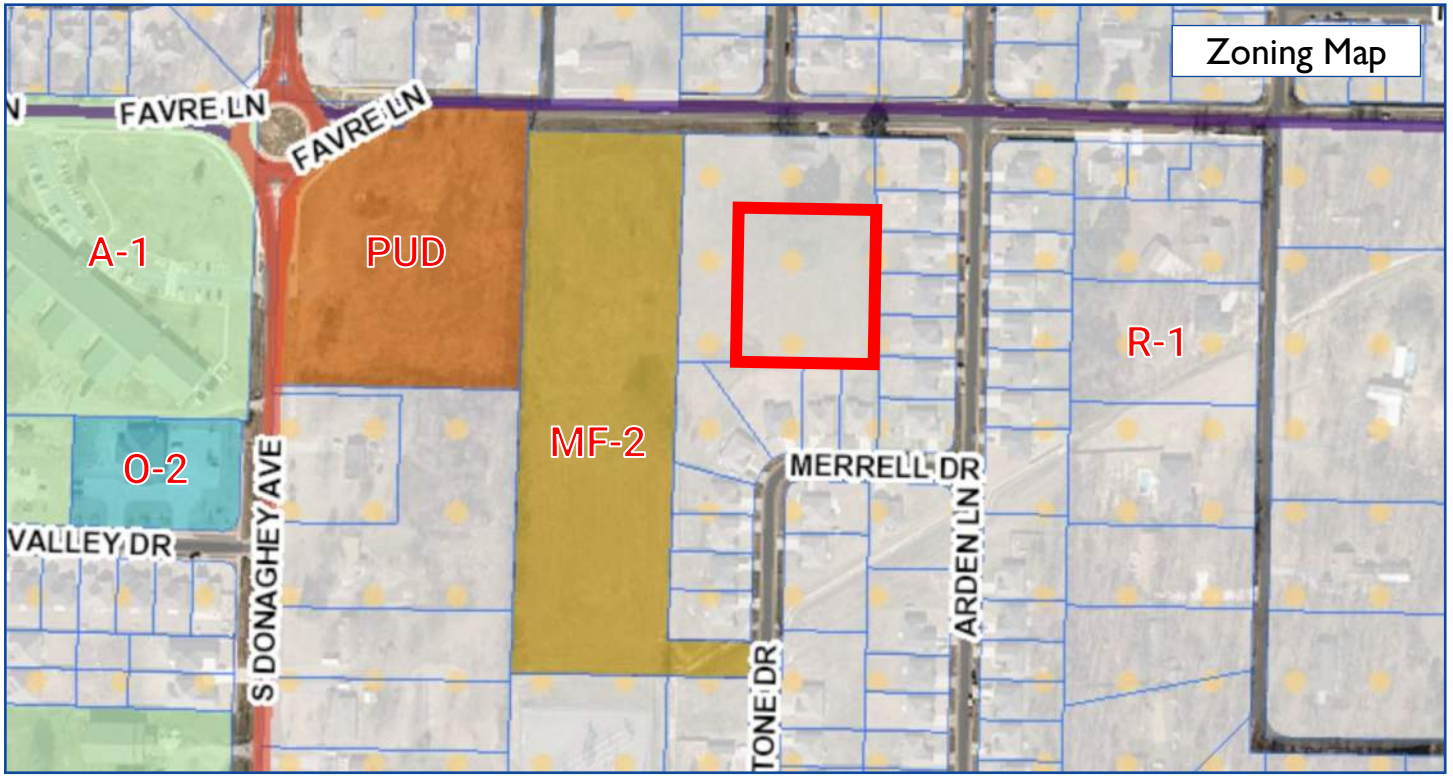 Zoning Map
N
FAVRE LN
FAVRE LN
A-1
PUD
R-1
MF-2
O-2
MERRELL DR
VALLEY DR
S DONAGHEY AVE
ARDEN LN
TONE DR